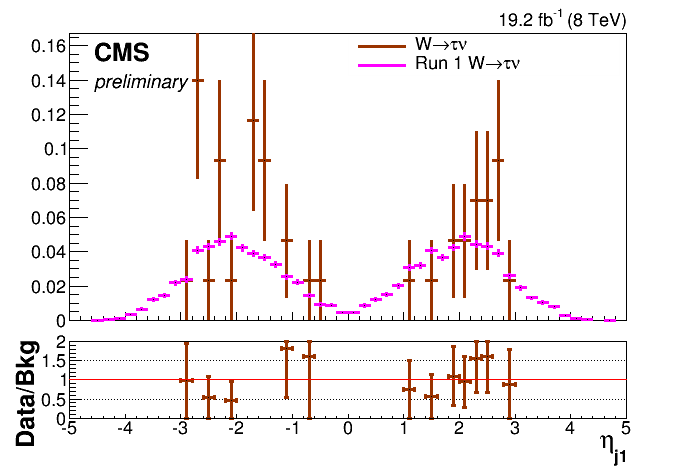 19.2 fb-1 (8 TeV)
CMS
preliminary
W→τν
Run 1 W→τν
0.16
0.14
0.12
0.1
0.08
0.06
0.04
0.02
0
Data/Bkg
2
1.5
1
0.5
0
-5 -4 -3 -2 -1 0 1 2 3 4 5
ηj1